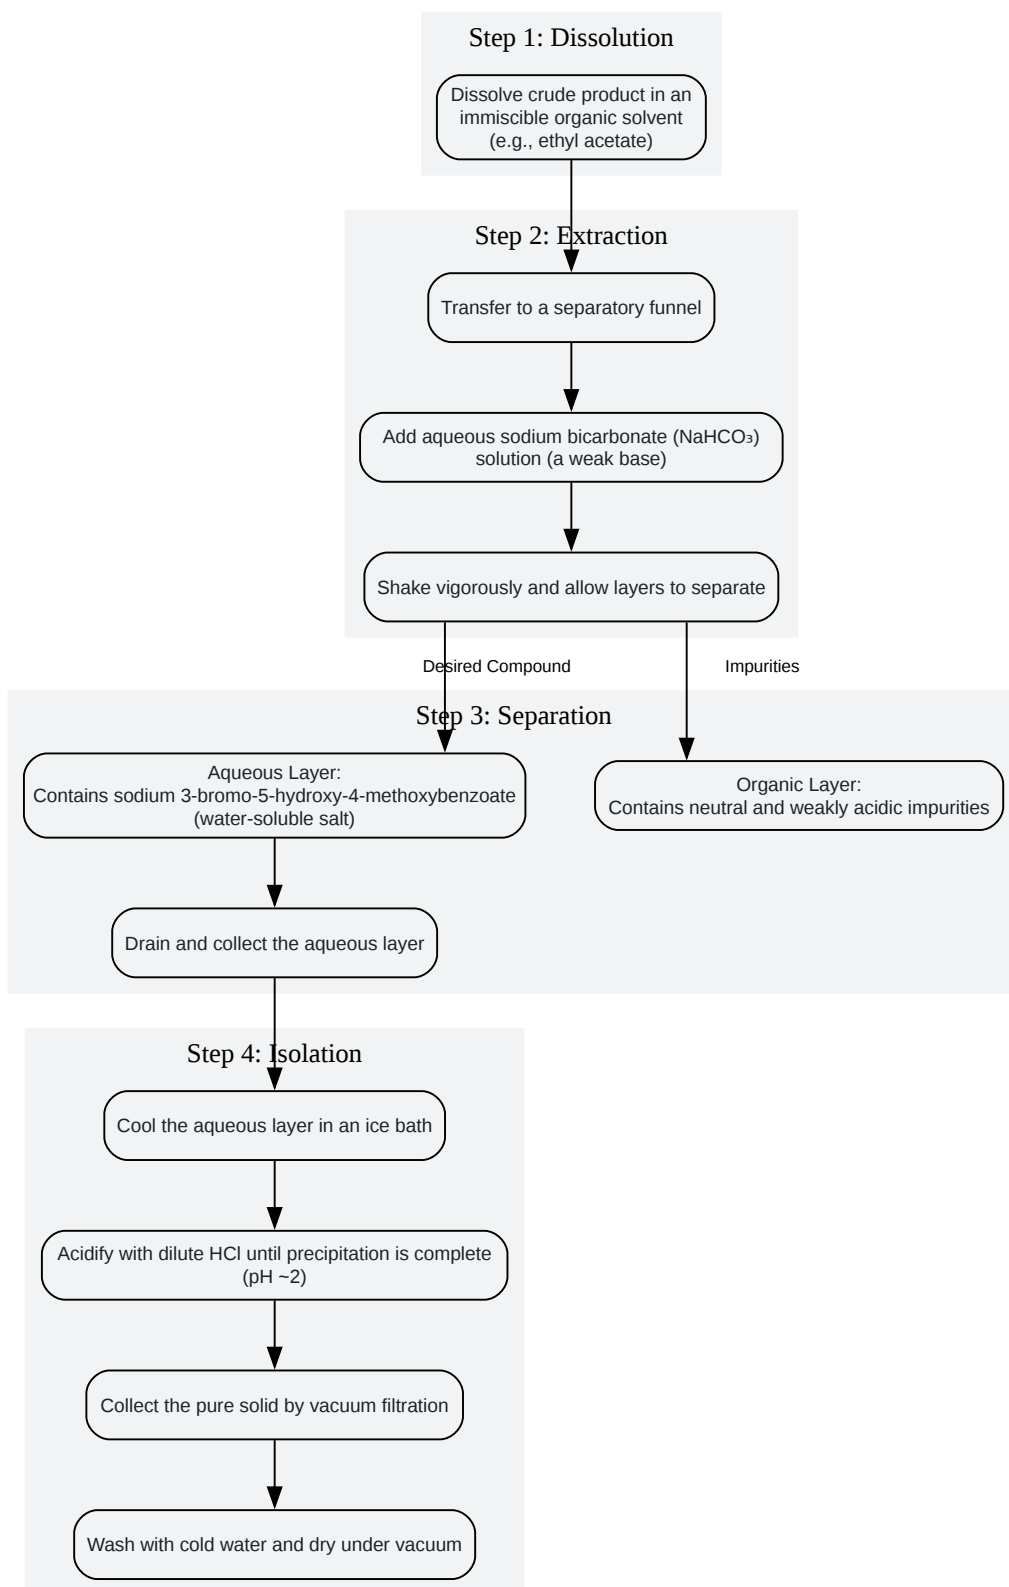 Step 1: Dissolution
Dissolve crude product in an
immiscible organic solvent
(e.g., ethyl acetate)
Step 2: Extraction
Transfer to a separatory funnel
Add aqueous sodium bicarbonate (NaHCO₃)
solution (a weak base)
Shake vigorously and allow layers to separate
Desired Compound
Impurities
Step 3: Separation
Aqueous Layer:
Contains sodium 3-bromo-5-hydroxy-4-methoxybenzoate
(water-soluble salt)
Organic Layer:
Contains neutral and weakly acidic impurities
Drain and collect the aqueous layer
Step 4: Isolation
Cool the aqueous layer in an ice bath
Acidify with dilute HCl until precipitation is complete
(pH ~2)
Collect the pure solid by vacuum filtration
Wash with cold water and dry under vacuum